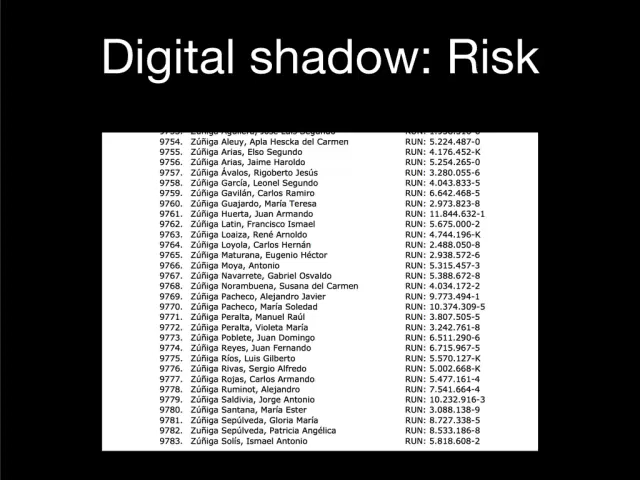 Digital shadow: Risk
9754. Zúñiga Aleuy, Apla Hescka del Carmen RUN: 5.224.487-0
9755. Zúñiga Arias, Elso Segundo RUN: 4.176.452-K
9756. Zúñiga Arias, Jaime Haroldo RUN: 5.254.265-0
9757. Zúñiga Ávalos, Rigoberto Jesús RUN: 3.280.055-6
9758. Zúñiga García, Leonel Segundo RUN: 4.043.833-5
9759. Zúñiga Gavilán, Carlos Ramiro RUN: 6.642.468-5
9760. Zúñiga Guajardo, María Teresa RUN: 2.973.823-8
9761. Zúñiga Huerta, Juan Armando RUN: 11.844.632-1
9762. Zúñiga Latin, Francisco Ismael RUN: 5.675.000-2
9763. Zúñiga Loaiza, René Arnoldo RUN: 4.744.196-K
9764. Zúñiga Loyola, Carlos Hernán RUN: 2.488.050-8
9765. Zúñiga Maturana, Eugenio Héctor RUN: 2.938.572-6
9766. Zúñiga Moya, Antonio RUN: 5.315.457-3
9767. Zúñiga Navarrete, Gabriel Osvaldo RUN: 5.388.672-8
9768. Zúñiga Norambuena, Susana del Carmen RUN: 4.034.172-2
9769. Zúñiga Pacheco, Alejandro Javier RUN: 9.773.494-1
9770. Zúñiga Pacheco, María Soledad RUN: 10.374.309-5
9771. Zúñiga Peralta, Manuel Raúl RUN: 3.807.505-5
9772. Zúñiga Peralta, Violeta María RUN: 3.242.761-8
9773. Zúñiga Poblete, Juan Domingo RUN: 6.511.290-6
9774. Zúñiga Reyes, Juan Fernando RUN: 6.715.967-5
9775. Zúñiga Ríos, Luis Gilberto RUN: 5.570.127-K
9776. Zúñiga Rivas, Sergio Alfredo RUN: 5.002.668-K
9777. Zúñiga Rojas, Carlos Armando RUN: 5.477.161-4
9778. Zúñiga Ruminot, Alejandro RUN: 7.541.664-4
9779. Zúñiga Saldivia, Jorge Antonio RUN: 10.232.916-3
9780. Zúñiga Santana, María Ester RUN: 3.088.138-9
9781. Zúñiga Sepúlveda, Gloria María RUN: 8.727.338-5
9782. Zuñiga Sepúlveda, Patricia Angélica RUN: 8.533.186-8
9783. Zúñiga Solís, Ismael Antonio RUN: 5.818.608-2